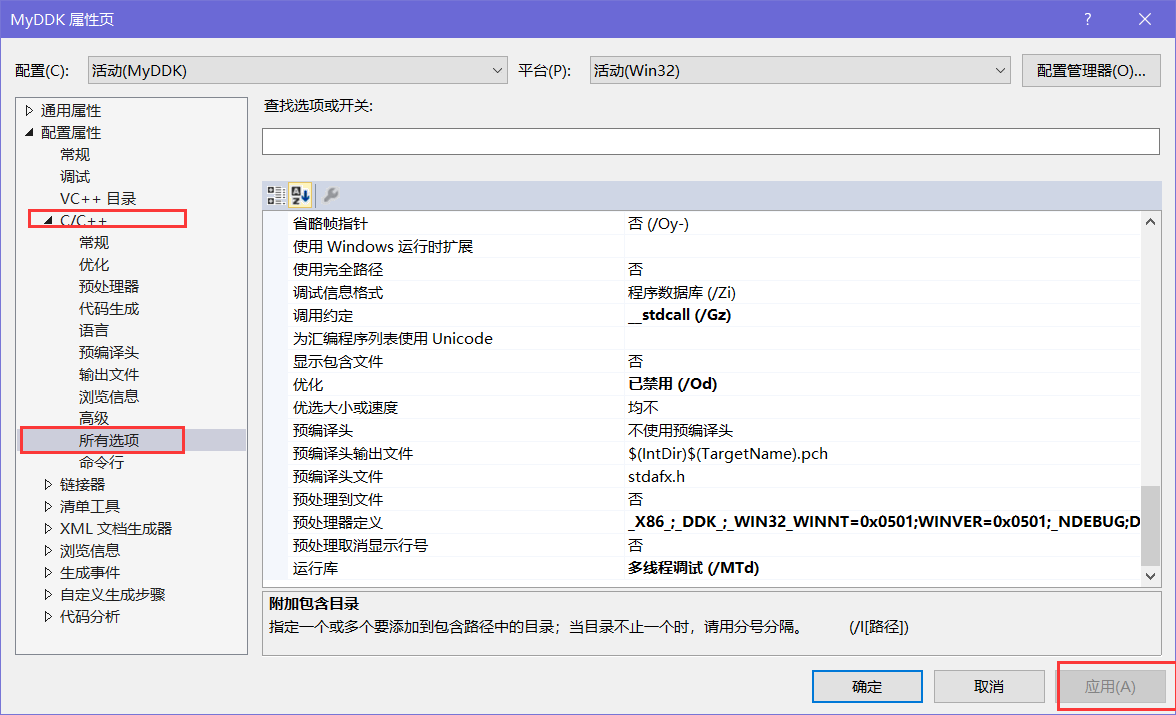 MyDDK 属性页
配置(C): 活动(MyDDK) 平台(P): 活动(Win32) 配置管理器(O)...
通用属性
配置属性
常规
调试
VC++ 目录
C/C++
常规
优化
预处理器
代码生成
语言
预编译头
输出文件
浏览信息
高级
所有选项
命令行
链接器
清单工具
XML 文档生成器
浏览信息
生成事件
自定义生成步骤
代码分析
查找选项或开关:
省略帧指针 否 (/Oy-)
使用 Windows 运行时扩展
使用完全路径 否
调试信息格式 程序数据库 (/Zi)
调用约定 __stdcall (/Gz)
为汇编程序列表使用 Unicode
显示包含文件 否
优化 已禁用 (/Od)
优选大小或速度 均不
预编译头 不使用预编译头
预编译头输出文件 $(IntDir)$(TargetName).pch
预编译头文件 stdafx.h
预处理到文件 否
预处理器定义 _X86_;_DDK_;_WIN32_WINNT=0x0501;WINVER=0x0501;_NDEBUG;D
预处理取消显示行号 否
运行库 多线程调试 (/MTd)
附加包含目录
指定一个或多个要添加到包含路径中的目录；当目录不止一个时，请用分号分隔。 (/I[路径])
确定 取消 应用(A)